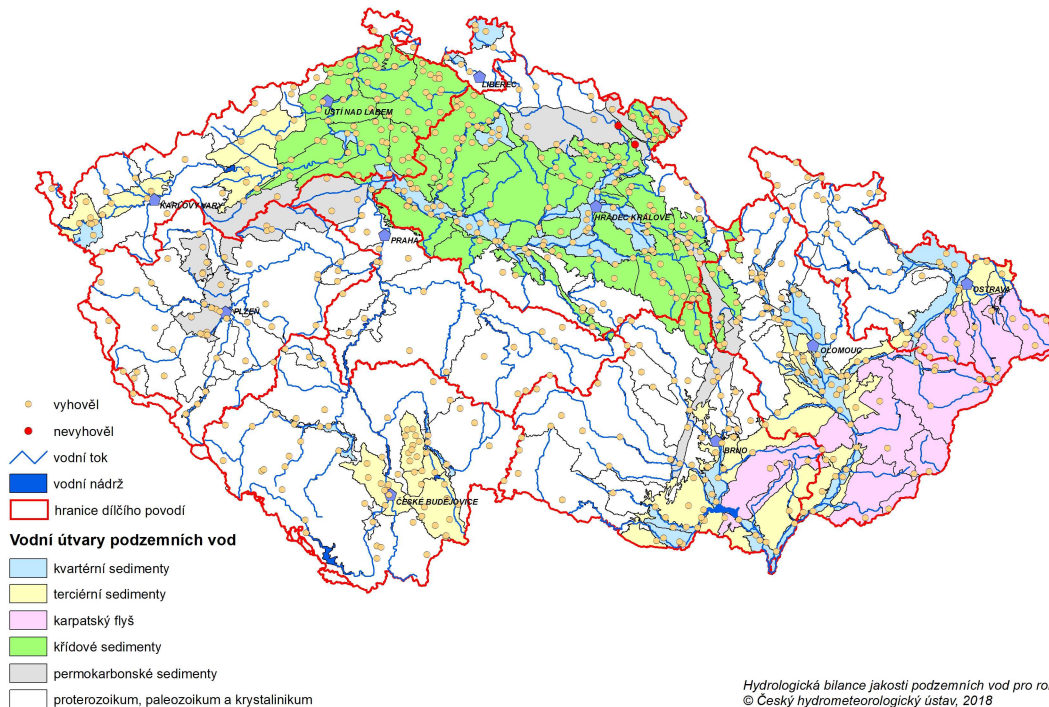 LIBEREC
ÚSTÍ NAD LABEM
KARLOVY VARY
HRADEC KRÁLOVÉ
PRAHA
OSTRAVA
PLZEŇ
OLOMOUC
BRNO
ČESKÉ BUDĚJOVICE
vyhověl
nevyhověl
vodní tok
vodní nádrž
hranice dílčího povodí
Vodní útvary podzemních vod
kvartérní sedimenty
terciérní sedimenty
karpatský flyš
křídové sedimenty
permokarbonské sedimenty
proterozoikum, paleozoikum a krystalinikum
Hydrologická bilance jakosti podzemních vod pro ro
© Český hydrometeorologický ústav, 2018